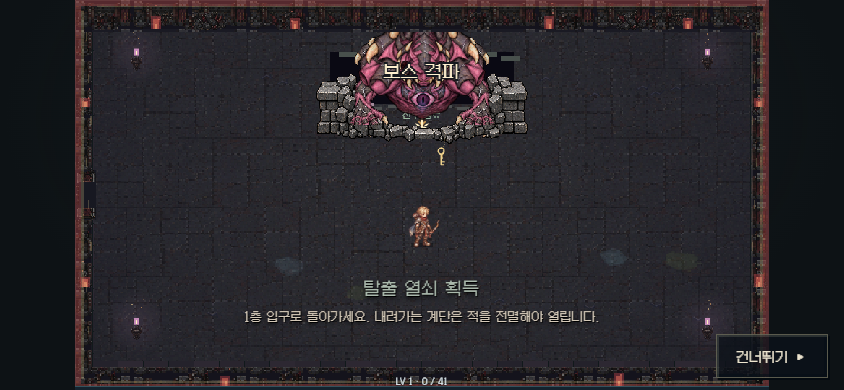 보스 격파
탈출 열쇠 획득
1층 입구로 돌아가세요. 내려가는 계단은 적을 전멸해야 열립니다.
건너뛰기 ▸
LV 1 · 0 / 41